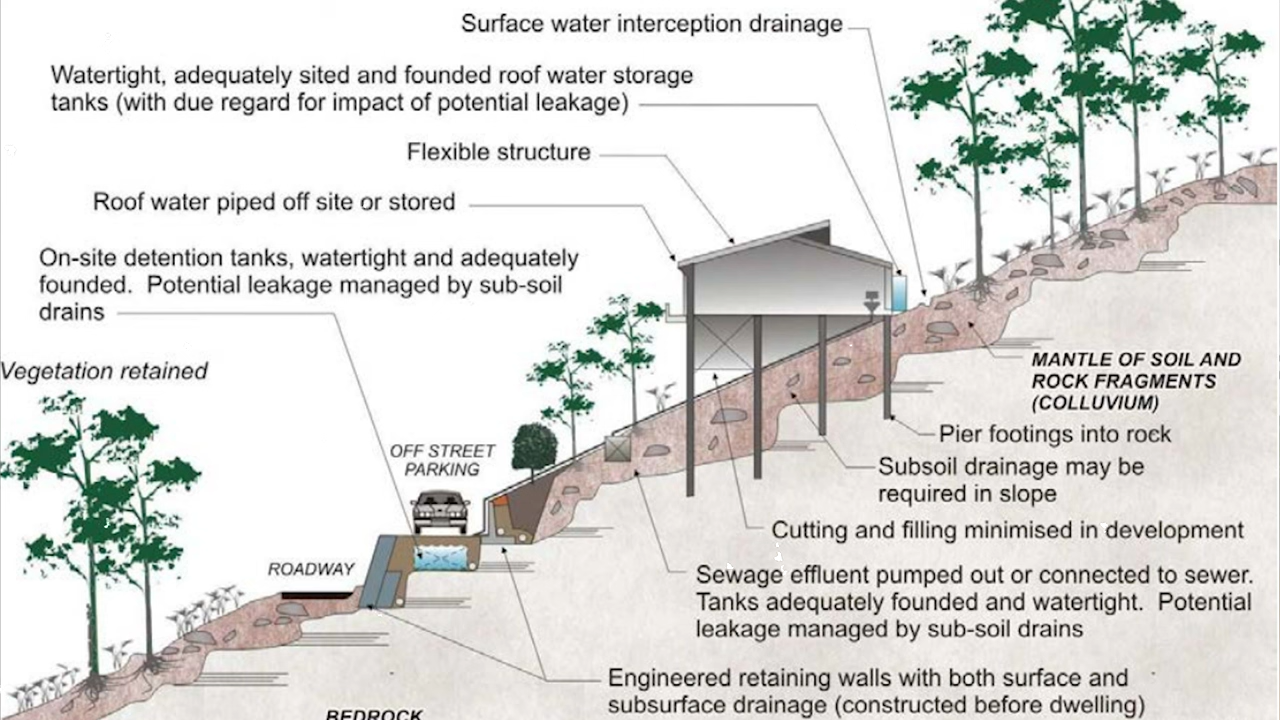 Surface water interception drainage
Watertight, adequately sited and founded roof water storage
tanks (with due regard for impact of potential leakage)
Flexible structure
Roof water piped off site or stored
On-site detention tanks, watertight and adequately
founded. Potential leakage managed by sub-soil
drains
Vegetation retained
MANTLE OF SOIL AND
ROCK FRAGMENTS
(COLLUVIUM)
Pier footings into rock
OFF STREET
PARKING
Subsoil drainage may be
required in slope
Cutting and filling minimised in development
ROADWAY
Sewage effluent pumped out or connected to sewer.
Tanks adequately founded and watertight. Potential
leakage managed by sub-soil drains
Engineered retaining walls with both surface and
subsurface drainage (constructed before dwelling)
BEDROCK